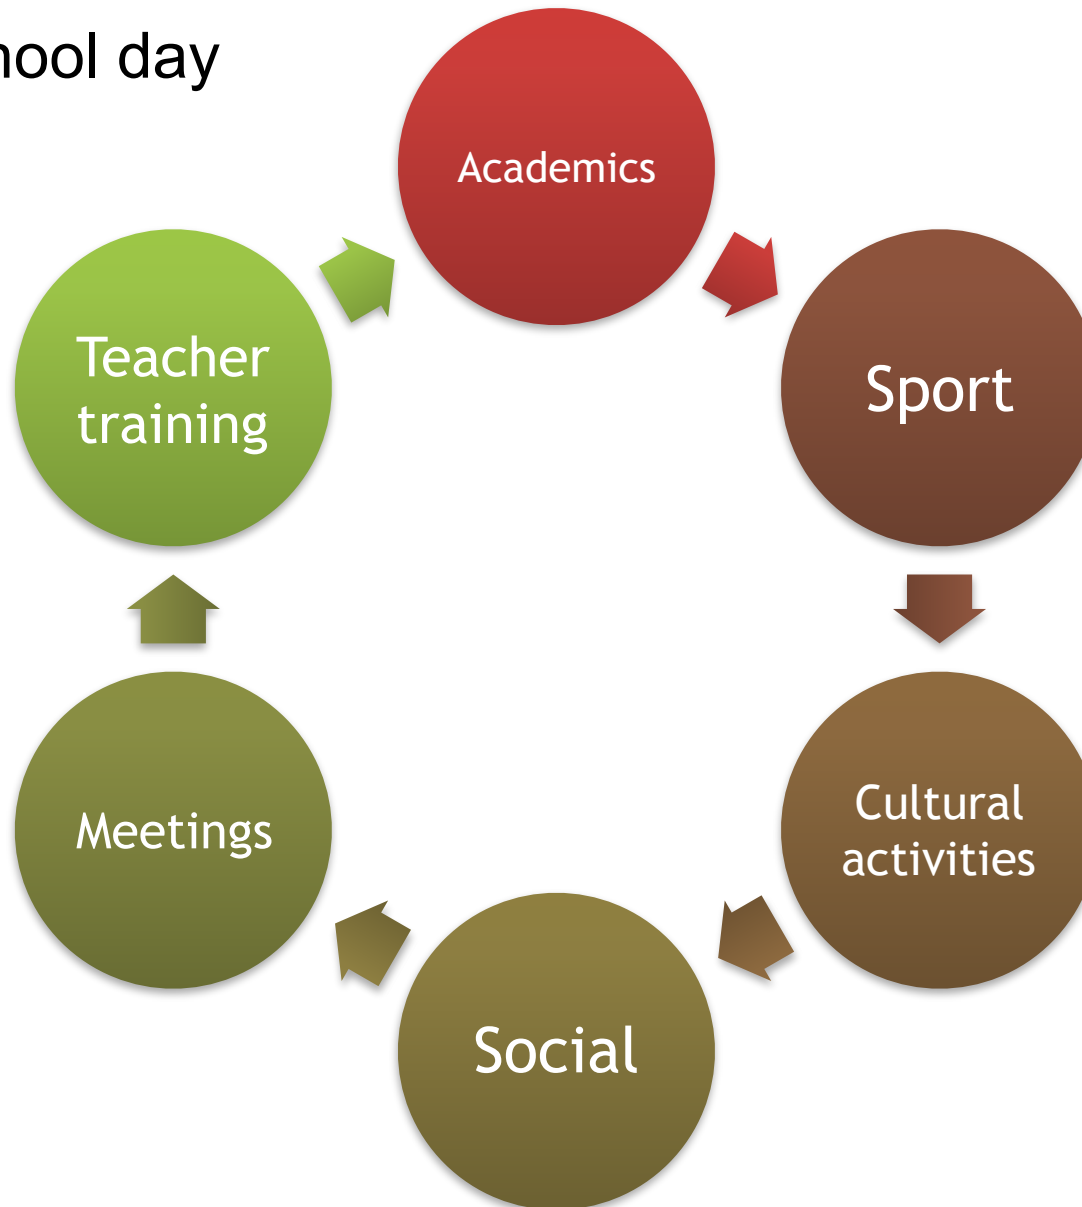 hool day
Academics
Sport
Cultural
activities
Social
Meetings
Teacher
training